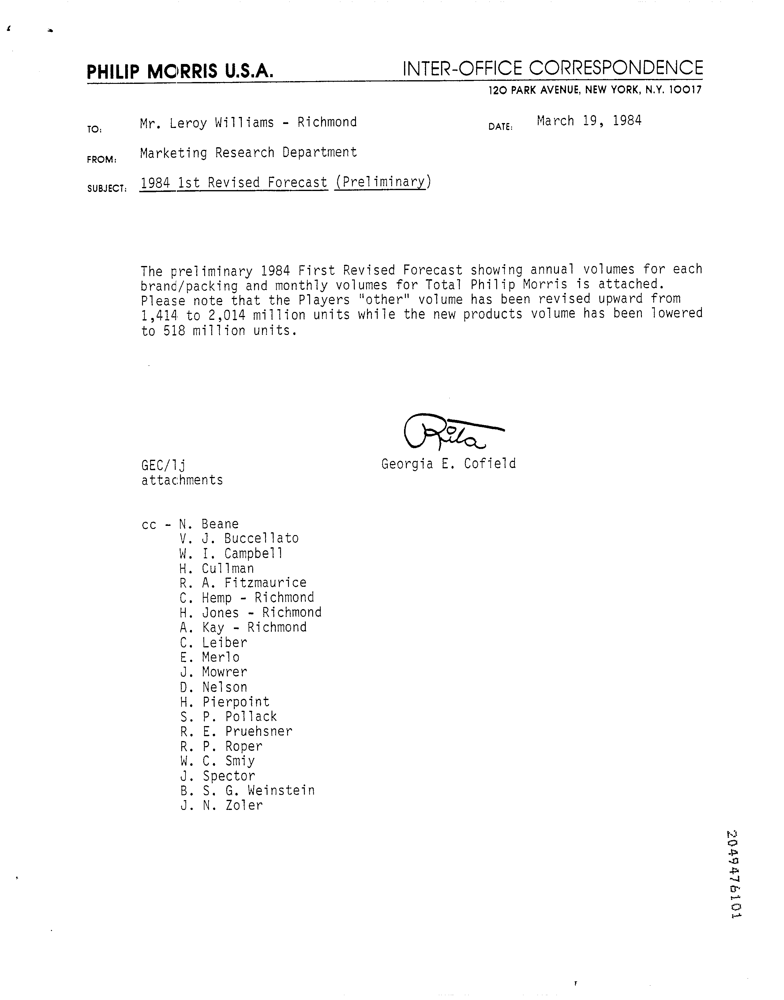 PHILIP MORRIS U.S.A. INTER-OFFICE CORRESPONDENCE
120 PARK AVENUE, NEW YORK, N.Y. 10017
TO: Mr. Leroy Williams - Richmond DATE: March 19, 1984
FROM: Marketing Research Department
SUBJECT: 1984 1st Revised Forecast (Preliminary)
The preliminary 1984 First Revised Forecast showing annual volumes for each
brand/packing and monthly volumes for Total Philip Morris is attached.
Please note that the Players "other" volume has been revised upward from
1,414 to 2,014 million units while the new products volume has been lowered
to 518 million units.
Rita
GEC/lj Georgia E. Cofield
attachments
cc - N. Beane
V. J. Buccellato
W. I. Campbell
H. Cullman
R. A. Fitzmaurice
C. Hemp - Richmond
H. Jones - Richmond
A. Kay - Richmond
C. Leiber
E. Merlo
J. Mowrer
D. Nelson
H. Pierpoint
S. P. Pollack
R. E. Pruehsner
R. P. Roper
W. C. Smiy
J. Spector
B. S. G. Weinstein
J. N. Zoler
2049476101